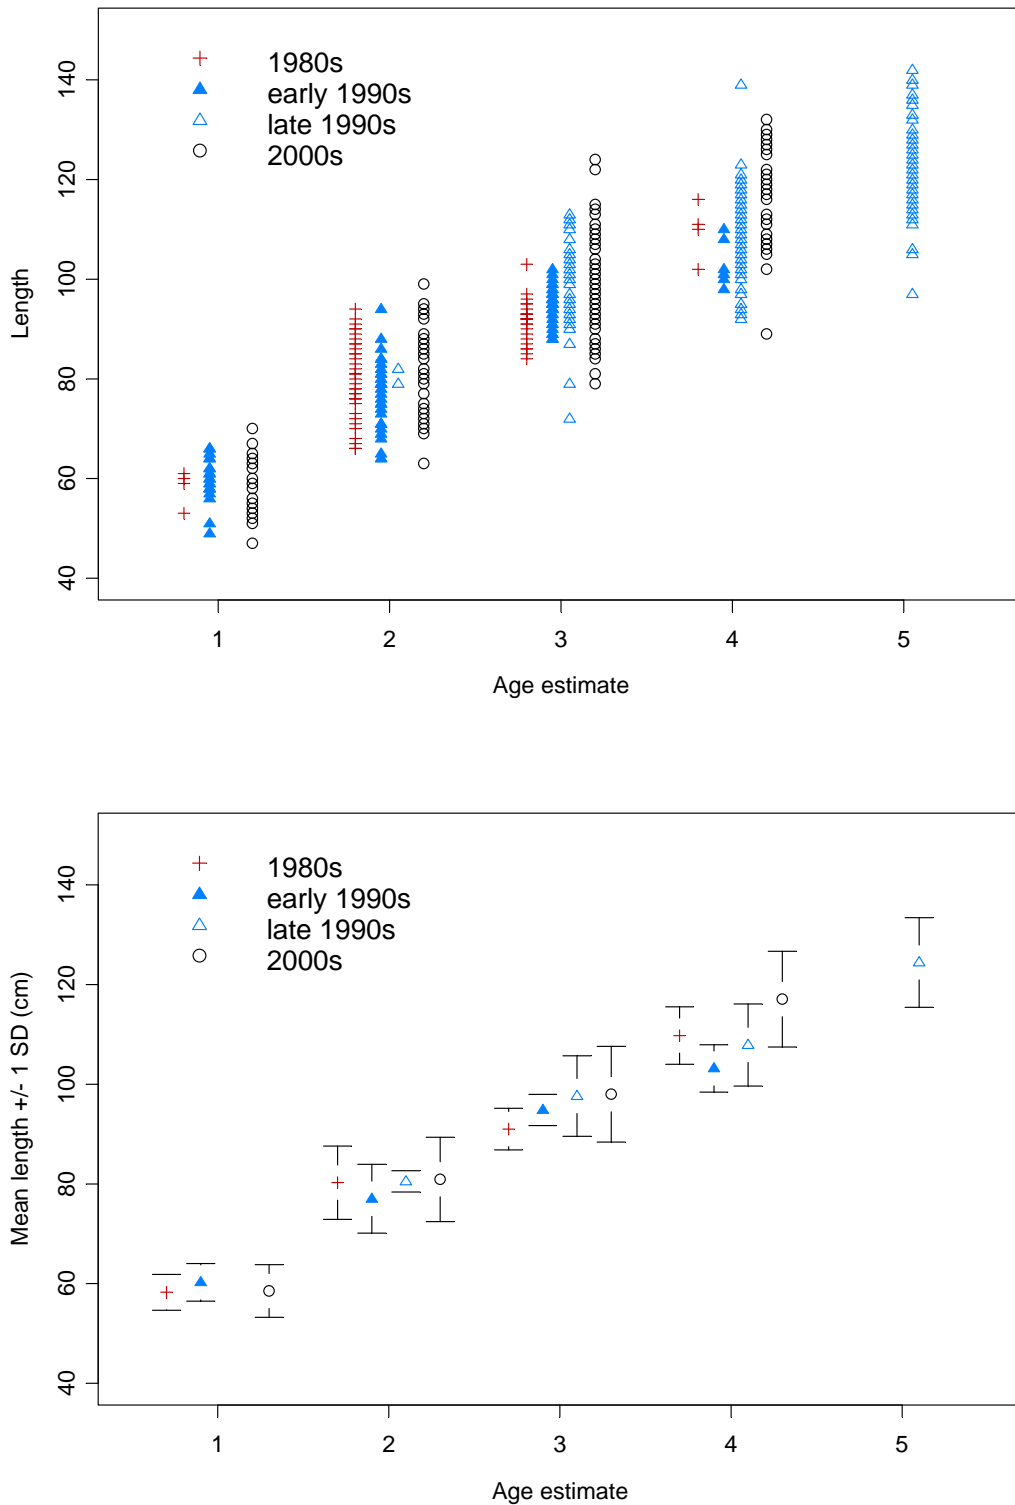 1980s
early 1990s
late 1990s
2000s
140
120
100
80
60
40
Length
1 2 3 4 5
Age estimate
1980s
early 1990s
late 1990s
2000s
140
120
100
80
60
40
Mean length +/- 1 SD (cm)
1 2 3 4 5
Age estimate